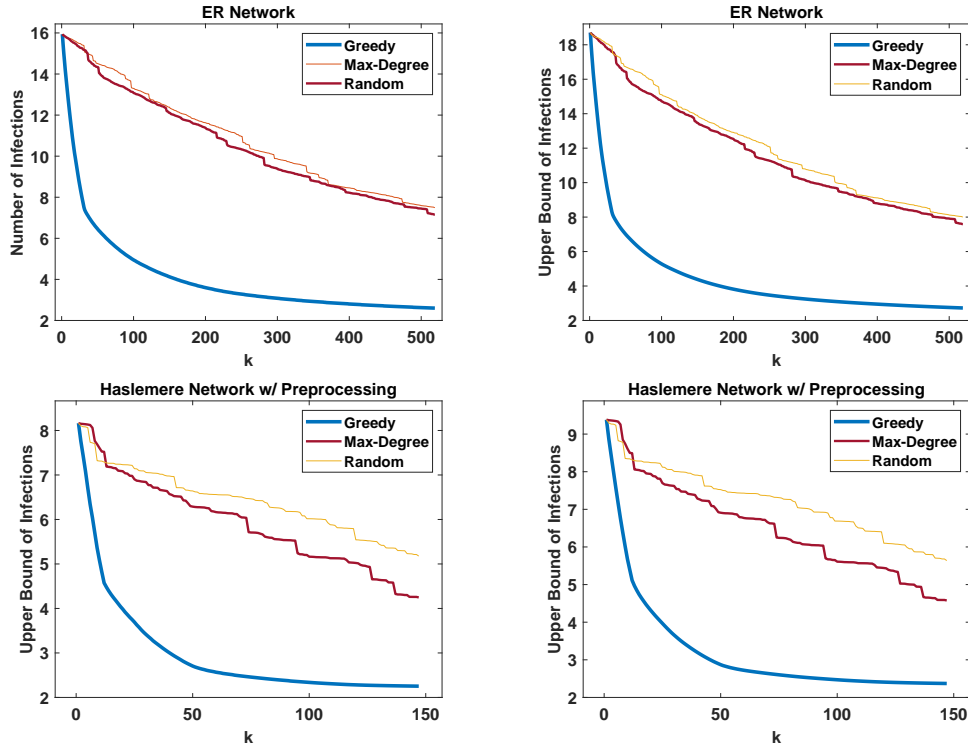 ER Network
Number of Infections
16
14
12
10
8
6
4
2
0
100
200
300
400
500
k
Greedy
Max-Degree
Random
ER Network
Upper Bound of Infections
18
16
14
12
10
8
6
4
2
0
100
200
300
400
500
k
Greedy
Max-Degree
Random
Haslemere Network w/ Preprocessing
Upper Bound of Infections
8
7
6
5
4
3
2
0
50
100
150
k
Greedy
Max-Degree
Random
Haslemere Network w/ Preprocessing
Upper Bound of Infections
9
8
7
6
5
4
3
2
0
50
100
150
k
Greedy
Max-Degree
Random